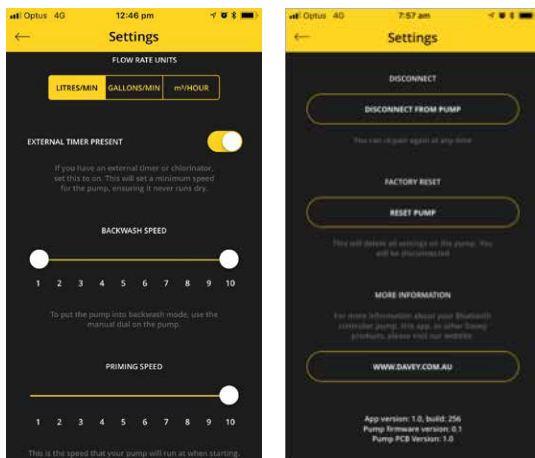 Optus 4G 12:46 pm
Settings
FLOW RATE UNITS
LITRES/MIN GALLONS/MIN m³/HOUR
EXTERNAL TIMER PRESENT
If you have an external timer or chlorinator,
set this to on. This will set a minimum speed
for the pump, ensuring it never runs dry.
BACKWASH SPEED
1 2 3 4 5 6 7 8 9 10
To put the pump into backwash mode, use the
manual dial on the pump.
PRIMING SPEED
1 2 3 4 5 6 7 8 9 10
This is the speed that your pump will run at when starting.
Optus 4G 7:57 am
Settings
DISCONNECT
DISCONNECT FROM PUMP
You can re-pair again at any time
FACTORY RESET
RESET PUMP
This will delete all settings on the pump. You
will be disconnected
MORE INFORMATION
For more information about your Bluetooth
controller pump, this app, or other Davey
products, please visit our website
WWW.DAVEY.COM.AU
App version: 1.0, build: 256
Pump firmware version: 0.1
Pump PCB Version: 1.0